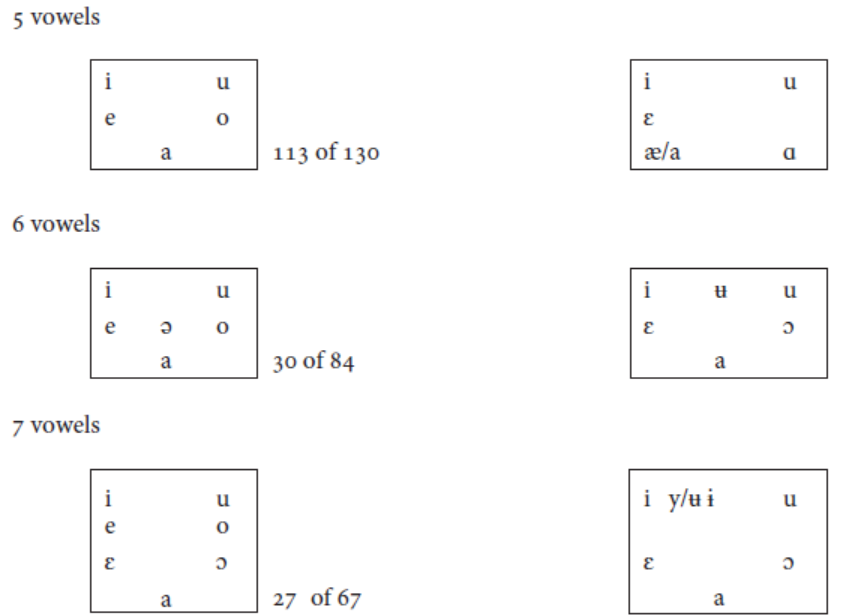 5 vowels
i u i u
e o ɛ
a 113 of 130 æ/a ɑ
6 vowels
i u i ʉ u
e ə o ɛ ɔ
a 30 of 84 a
7 vowels
i u i y/ʉ ɨ u
e o
ɛ ɔ ɛ ɔ
a 27 of 67 a